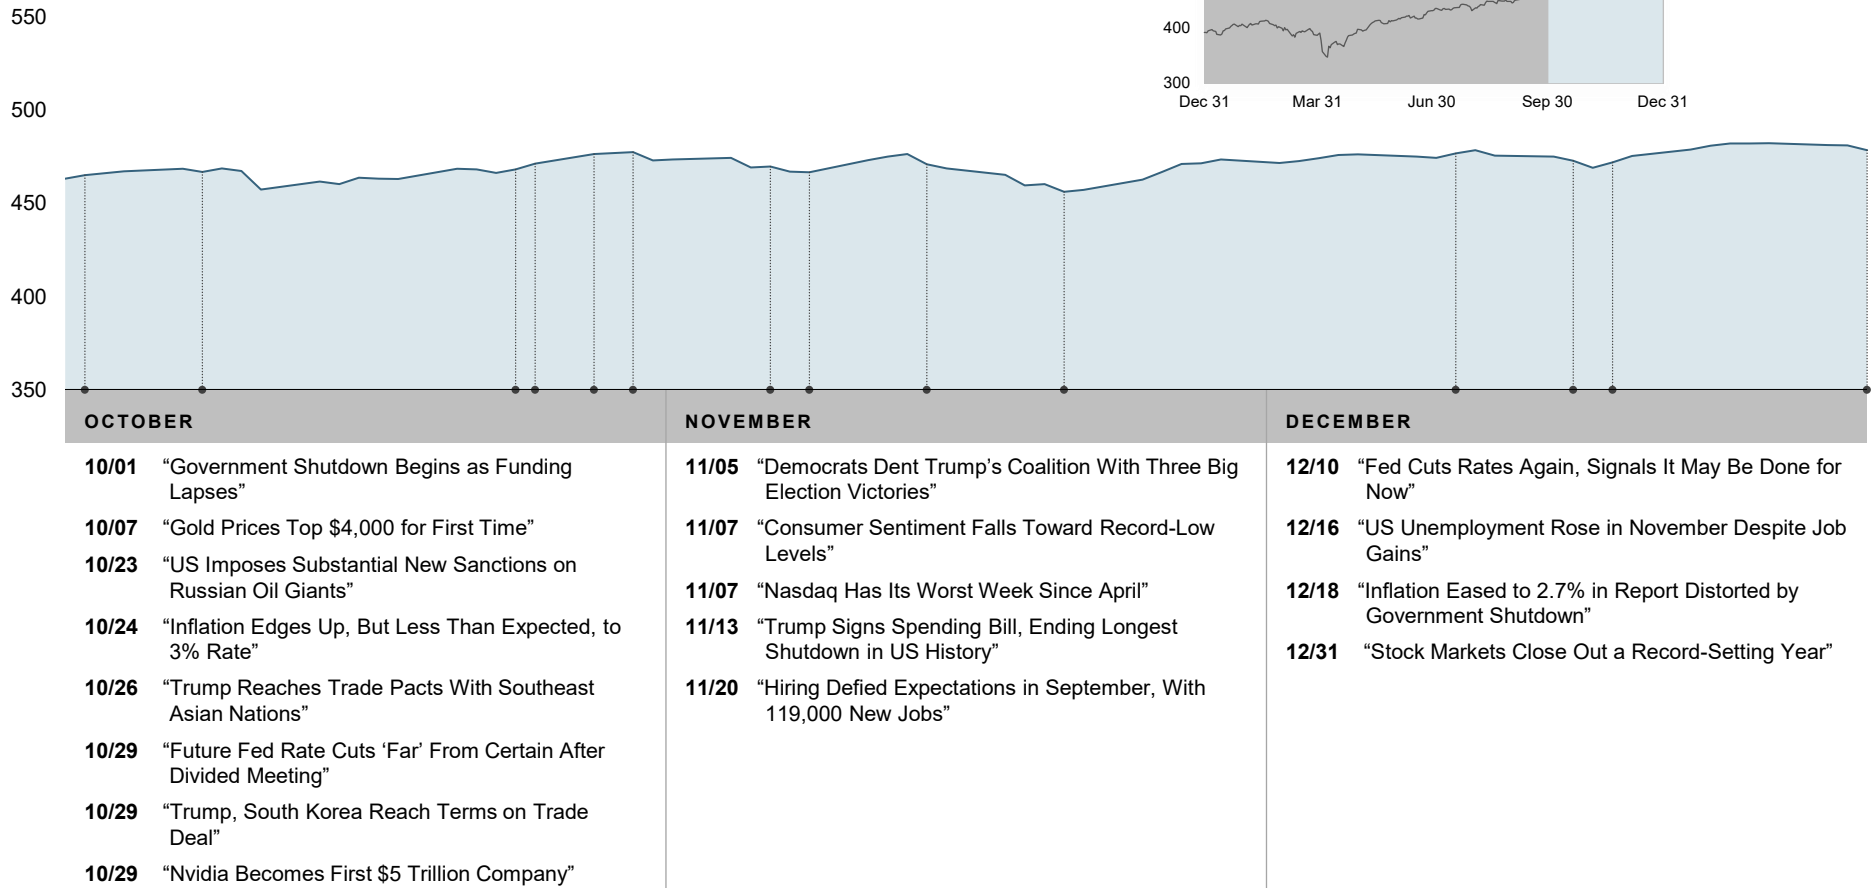 550
500
450
400
350
400
300
Dec 31 Mar 31 Jun 30 Sep 30 Dec 31
OCTOBER
10/01 “Government Shutdown Begins as Funding
Lapses”
10/07 “Gold Prices Top $4,000 for First Time”
10/23 “US Imposes Substantial New Sanctions on
Russian Oil Giants”
10/24 “Inflation Edges Up, But Less Than Expected, to
3% Rate”
10/26 “Trump Reaches Trade Pacts With Southeast
Asian Nations”
10/29 “Future Fed Rate Cuts ‘Far’ From Certain After
Divided Meeting”
10/29 “Trump, South Korea Reach Terms on Trade
Deal”
10/29 “Nvidia Becomes First $5 Trillion Company”
NOVEMBER
11/05 “Democrats Dent Trump’s Coalition With Three Big
Election Victories”
11/07 “Consumer Sentiment Falls Toward Record-Low
Levels”
11/07 “Nasdaq Has Its Worst Week Since April”
11/13 “Trump Signs Spending Bill, Ending Longest
Shutdown in US History”
11/20 “Hiring Defied Expectations in September, With
119,000 New Jobs”
DECEMBER
12/10 “Fed Cuts Rates Again, Signals It May Be Done for
Now”
12/16 “US Unemployment Rose in November Despite Job
Gains”
12/18 “Inflation Eased to 2.7% in Report Distorted by
Government Shutdown”
12/31 “Stock Markets Close Out a Record-Setting Year”